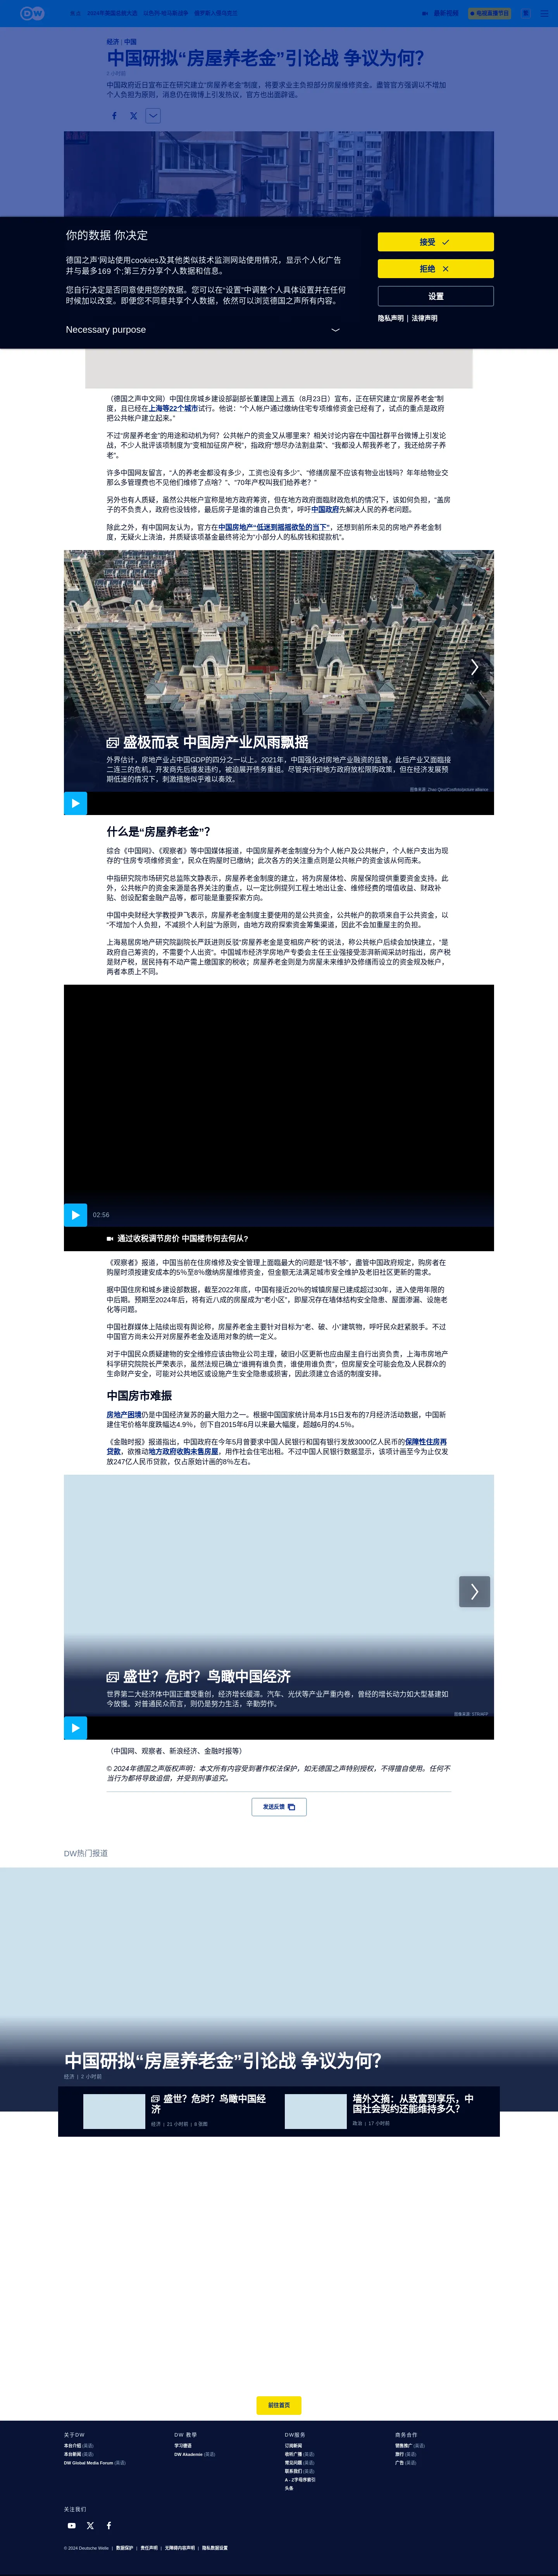 经济 ; 中国
中国研拟“房屋养老金”引论战 争议为何？
2 小时前
中国政府近日宣布正在研究建立“房屋养老金”制度，将要求业主负担部分房屋维修资金。盡管官方强调以不增加
个人负担为原则，消息仍在微博上引发热议，官方也出面辟谣。
你的数据 你决定
德国之声'网站使用cookies及其他类似技术监测网站使用情况，显示个人化广告
并与最多169 个;第三方分享个人数据和信息。
您自行决定是否同意使用您的数据。您可以在"设置"中调整个人具体设置并在任何
时候加以改变。即便您不同意共享个人数据，依然可以浏览德国之声所有内容。
Necessary purpose
接受
拒绝
设置
隐私声明 | 法律声明
（德国之声中文网）中国住房城乡建设部副部长董建国上週五（8月23日）宣布，正在研究建立“房屋养老金”制
度，且已经在上海等22个城市试行。他说：“个人帐户通过缴纳住宅专项维修资金已经有了，试点的重点是政府
把公共帐户建立起来。”
不过“房屋养老金”的用途和动机为何？公共帐户的资金又从哪里来？相关讨论内容在中国社群平台微博上引发论
战，不少人批评该项制度为“变相加征房产税”，指政府“想尽办法割韭菜”、“我都没人帮我养老了，我还给房子养
老”。
许多中国网友留言，“人的养老金都没有多少，工资也没有多少”、“修缮房屋不应该有物业出钱吗？年年给物业交
那么多管理费也不见他们维修了点啥？”、“70年产权叫我们给养老？”
另外也有人质疑，虽然公共帐户宣称是地方政府筹资，但在地方政府面临财政危机的情况下，该如何负担，“盖房
子的不负责人，政府也没钱修，最后房子是谁的谁自己负责”，呼吁中国政府先解决人民的养老问题。
除此之外，有中国网友认为，官方在中国房地产“低迷到摇摇欲坠的当下”，还想到前所未见的房地产养老金制
度，无疑火上浇油，并质疑该项基金最终将沦为“小部分人的私房钱和提款机”。
盛极而衰 中国房产业风雨飘摇
外界估计，房地产业占中国GDP的四分之一以上。2021年，中国强化对房地产业融资的监管，此后产业又面临接
二连三的危机，开发商先后爆发违约，被迫展开债务重组。尽管央行和地方政府放松限购政策，但在经济发展预
期低迷的情况下，刺激措施似乎难以奏效。
图像来源: Zhao Qirui/Costfoto/picture alliance
什么是“房屋养老金”？
综合《中国网》、《观察者》等中国媒体报道，中国房屋养老金制度分为个人帐户及公共帐户，个人帐户支出为现
存的“住房专项维修资金”，民众在购屋时已缴纳；此次各方的关注重点则是公共帐户的资金该从何而来。
中指研究院市场研究总监陈文静表示，房屋养老金制度的建立，将为房屋体检、房屋保险提供重要资金支持。此
外，公共帐户的资金来源是各界关注的重点，以一定比例提列工程土地出让金、维修经费的增值收益、财政补
贴、创设配套金融产品等，都可能是重要探索方向。
中国中央财经大学教授尹飞表示，房屋养老金制度主要使用的是公共资金，公共帐户的款项来自于公共资金，以
“不增加个人负担，不减损个人利益”为原则，由地方政府探索资金筹集渠道，因此不会加重屋主的负担。
上海易居房地产研究院副院长严跃进则反驳“房屋养老金是变相房产税”的说法，称公共帐户后续会加快建立，“是
政府自己筹资的，不需要个人出资”。中国城市经济学房地产专委会主任王业强接受澎湃新闻采訪时指出，房产税
是财产税，居民持有不动产需上缴国家的税收；房屋养老金则是为房屋未来维护及修缮而设立的资金规及帐户，
两者本质上不同。
02:56
通过收税调节房价 中国楼市何去何从?
《观察者》报道，中国当前在住房维修及安全管理上面臨最大的问题是“钱不够”，盡管中国政府规定，购房者在
购屋时须按建安成本的5%至8%缴纳房屋维修资金，但金额无法满足城市安全维护及老旧社区更新的需求。
据中国住房和城乡建设部数据，截至2022年底，中国有接近20％的城镇房屋已建成超过30年，进入使用年限的
中后期。预期至2024年后，将有近八成的房屋成为“老小区”，即屋况存在墙体结构安全隐患、屋面渗漏、设施老
化等问题。
中国社群媒体上陆续出现有舆论称，房屋养老金主要针对目标为“老、破、小”建筑物，呼吁民众赶紧脱手。不过
中国官方尚未公开对房屋养老金及适用对象的统一定义。
对于中国民众质疑建物的安全维修应该由物业公司主理，破旧小区更新也应由屋主自行出资负责，上海市房地产
科学研究院院长严荣表示，虽然法规已确立“谁拥有谁负责、谁使用谁负责”，但房屋安全可能会危及人民群众的
生命财产安全，可能对公共地区或设施产生安全隐患或损害，因此须建立合适的制度安排。
中国房市难振
房地产困境仍是中国经济复苏的最大阻力之一。根据中国国家统计局本月15日发布的7月经济活动数据，中国新
建住宅价格年度跌幅达4.9％，创下自2015年6月以来最大幅度，超越6月的4.5％。
《金融时报》报道指出，中国政府在今年5月曾要求中国人民银行和国有银行发放3000亿人民币的保障性住房再
贷款，欲推动地方政府收购未售房屋，用作社会住宅出租。不过中国人民银行数据显示，该项计画至今为止仅发
放247亿人民币贷款，仅占原始计画的8%左右。
盛世？危时？鸟瞰中国经济
世界第二大经济体中国正遭受重创，经济增长缓滞。汽车、光伏等产业严重内卷，曾经的增长动力如大型基建如
今放慢。对普通民众而言，则仍是努力生活，辛勤劳作。
图像来源: STR/AFP
（中国网、观察者、新浪经济、金融时报等）
© 2024年德国之声版权声明：本文所有内容受到著作权法保护，如无德国之声特别授权，不得擅自使用。任何不
当行为都将导致追偿，并受到刑事追究。
发送反馈
DW热门报道
中国研拟“房屋养老金”引论战 争议为何？
经济 | 2 小时前
盛世？危时？鸟瞰中国经
济
经济 | 21 小时前 | 8 张图
墙外文摘：从致富到享乐，中
国社会契约还能维持多久？
政治 | 17 小时前
前往首页
关于DW
本台介绍 (英语)
本台新闻 (英语)
DW Global Media Forum (英语)
DW 教學
学习德语
DW Akademie (英语)
DW服务
订阅新闻
收听广播 (英语)
常见问题 (英语)
联系我们 (英语)
A - Z字母序索引
头条
商务合作
销售推广 (英语)
旅行 (英语)
广告 (英语)
关注我们
© 2024 Deutsche Welle | 数据保护 | 责任声明 | 无障碍内容声明 | 隐私数据设置